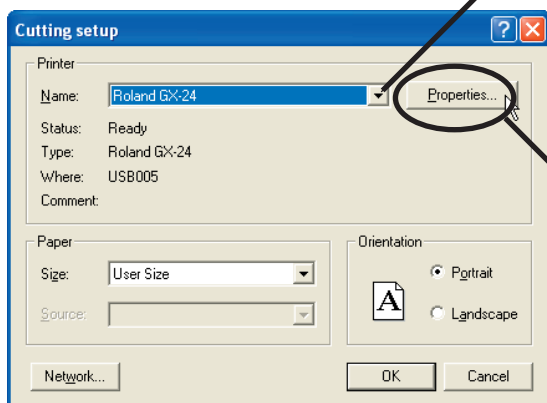 Cutting setup
Printer
Name: Roland GX-24 Properties...
Status: Ready
Type: Roland GX-24
Where: USB005
Comment:
Paper
Size: User Size
Source:
Orientation
A
Portrait
Landscape
Network... OK Cancel